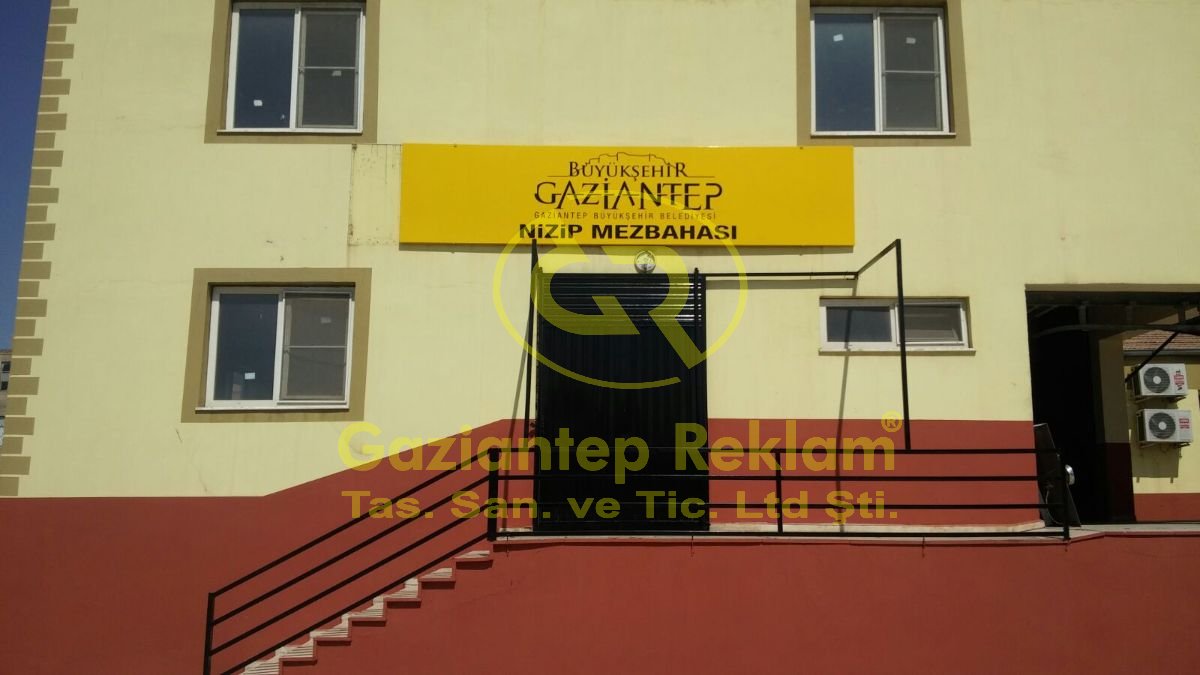 BÜYÜKŞEHİR
GAZİANTEP
GAZİANTEP BÜYÜKŞEHİR BELEDİYESİ
NİZİP MEZBAHASI
GR
Gaziantep Reklam®
Tas. San. ve Tic. Ltd Şti.